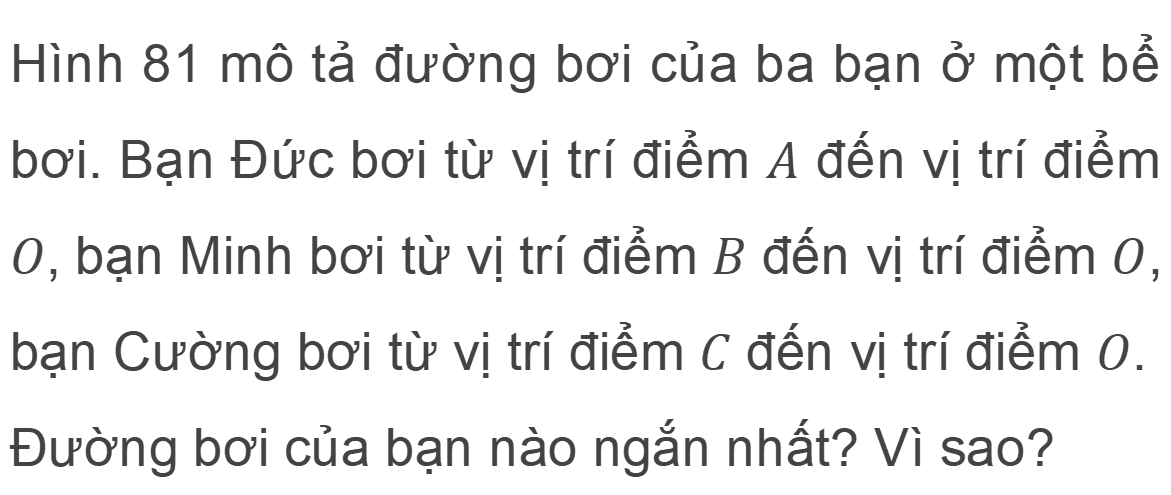 Hình 81 mô tả đường bơi của ba bạn ở một bể
bơi. Bạn Đức bơi từ vị trí điểm A đến vị trí điểm
O, bạn Minh bơi từ vị trí điểm B đến vị trí điểm O,
bạn Cường bơi từ vị trí điểm C đến vị trí điểm O.
Đường bơi của bạn nào ngắn nhất? Vì sao?